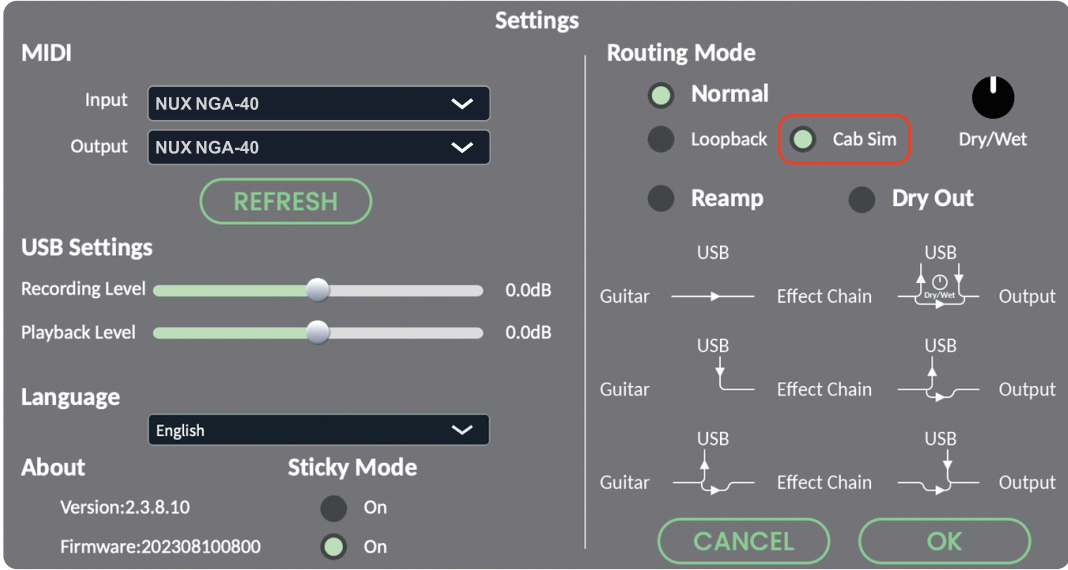 Settings
MIDI
Input
NUX NGA-40
Output
NUX NGA-40
REFRESH
USB Settings
Recording Level
0.0dB
Playback Level
0.0dB
Language
English
About
Version:2.3.8.10
Firmware:202308100800
Sticky Mode
On
On
Routing Mode
Normal
Loopback
Cab Sim
Dry/Wet
Reamp
Dry Out
USB USB
Guitar Effect Chain Dry/Wet Output
USB USB
Guitar Effect Chain Output
USB USB
Guitar Effect Chain Output
CANCEL
OK